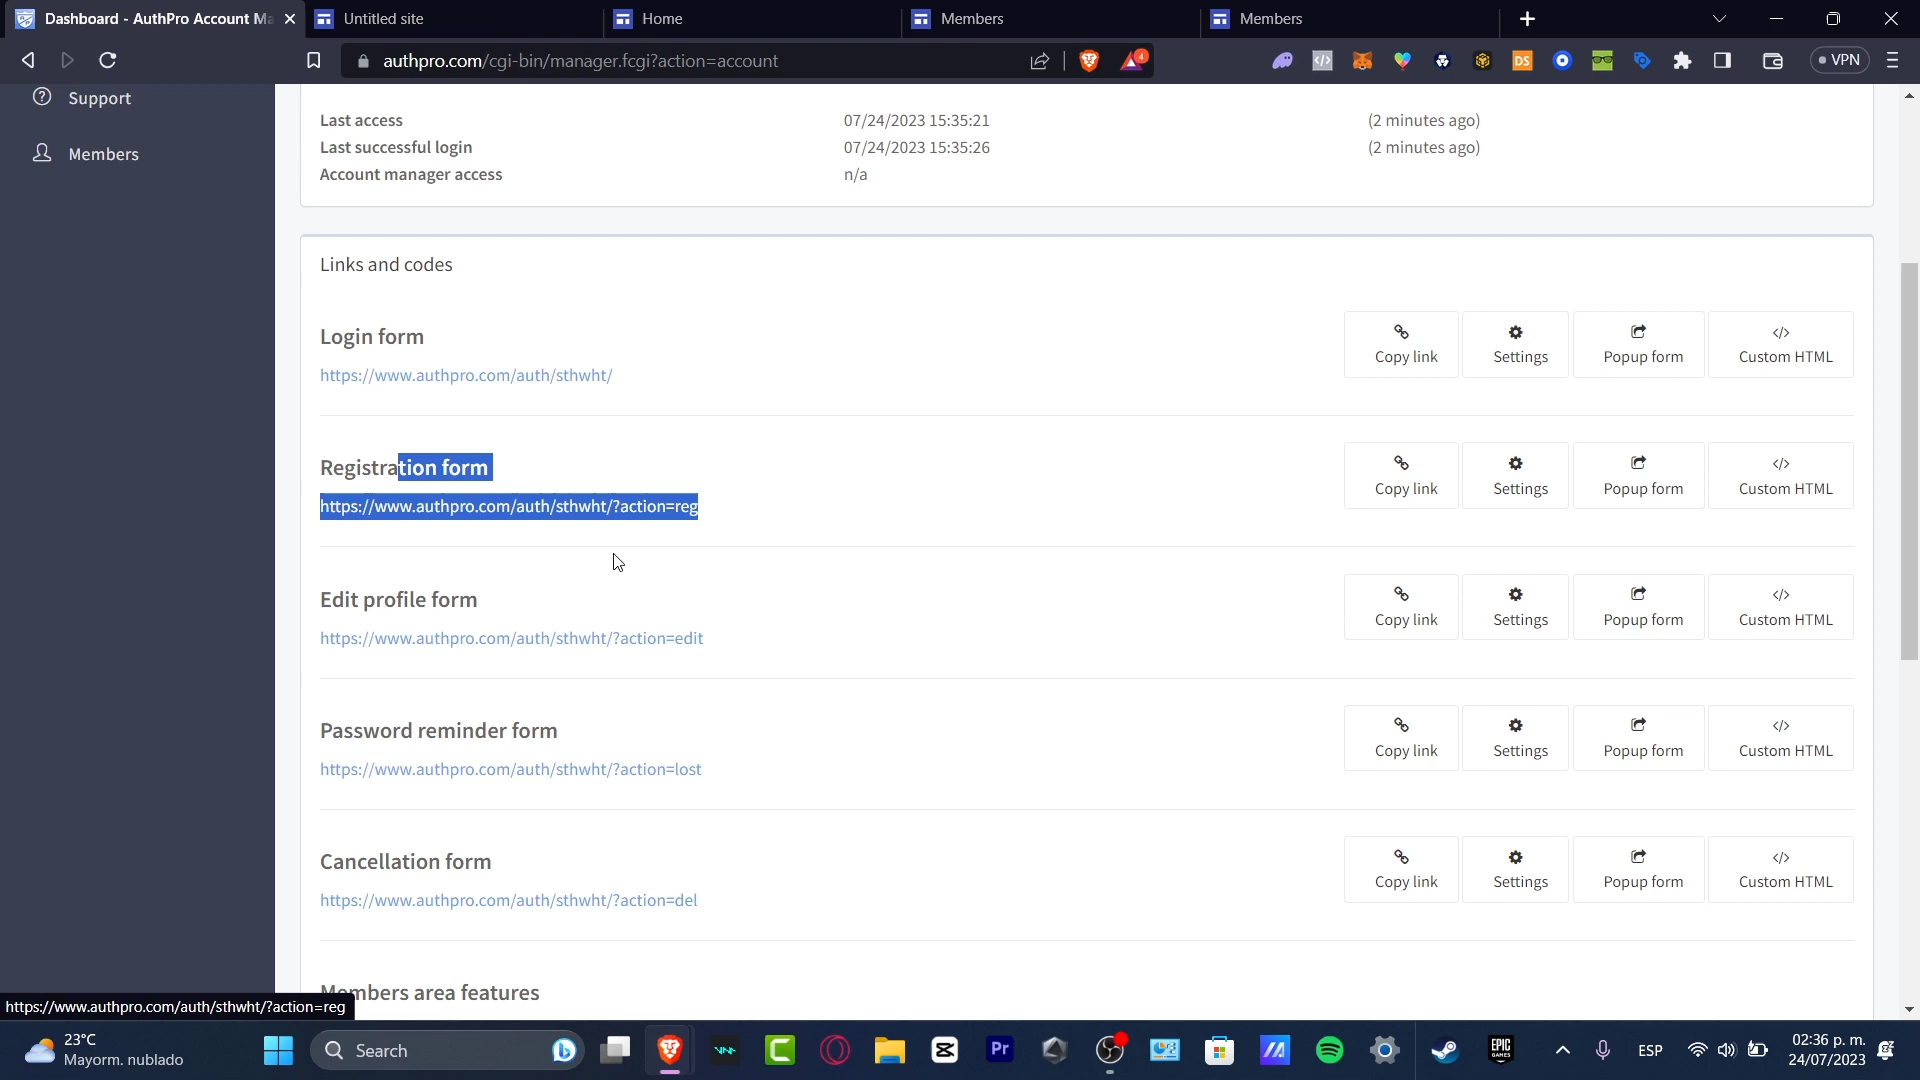 Dashboard - AuthPro Account Ma
Untitled site
Home
Members
Members
authpro.com/cgi-bin/manager.fcgi?action=account
4
DS
VPN
Support
Members
Last access 07/24/2023 15:35:21 (2 minutes ago)
Last successful login 07/24/2023 15:35:26 (2 minutes ago)
Account manager access n/a
Links and codes
Login form
https://www.authpro.com/auth/sthwht/
Copy link Settings Popup form Custom HTML
Registration form
https://www.authpro.com/auth/sthwht/?action=reg
Copy link Settings Popup form Custom HTML
Edit profile form
https://www.authpro.com/auth/sthwht/?action=edit
Copy link Settings Popup form Custom HTML
Password reminder form
https://www.authpro.com/auth/sthwht/?action=lost
Copy link Settings Popup form Custom HTML
Cancellation form
https://www.authpro.com/auth/sthwht/?action=del
Copy link Settings Popup form Custom HTML
Members area features
https://www.authpro.com/auth/sthwht/?action=reg
23°C
Mayorm. nublado
Search
Pr
EPIC
GAMES
ESP
02:36 p. m.
24/07/2023